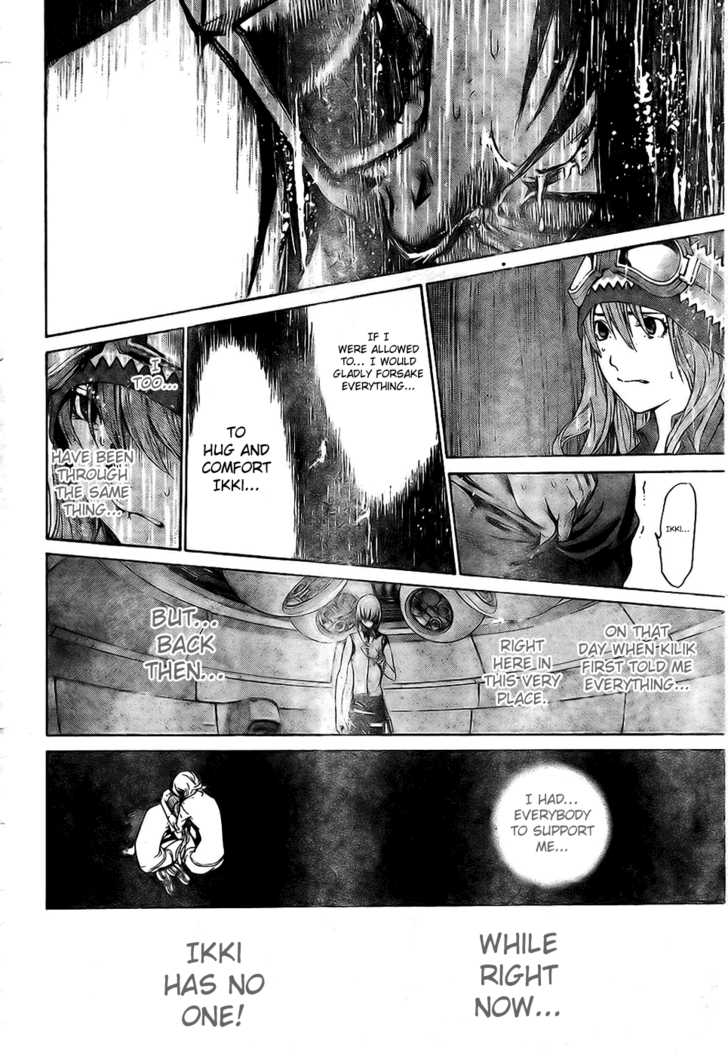 IF I
WERE ALLOWED
TO... I WOULD
GLADLY FORSAKE
EVERYTHING...
TO
HUG AND
COMFORT
IKKI...
I
TOO...
HAVE BEEN
THROUGH
THE SAME
THING...
IKKI...
ON THAT
DAY WHEN KILIK
FIRST TOLD ME
EVERYTHING...
RIGHT
HERE IN
THIS VERY
PLACE.
BUT...
BACK
THEN...
I HAD...
EVERYBODY
TO SUPPORT
ME...
WHILE
RIGHT
NOW...
IKKI
HAS NO
ONE!